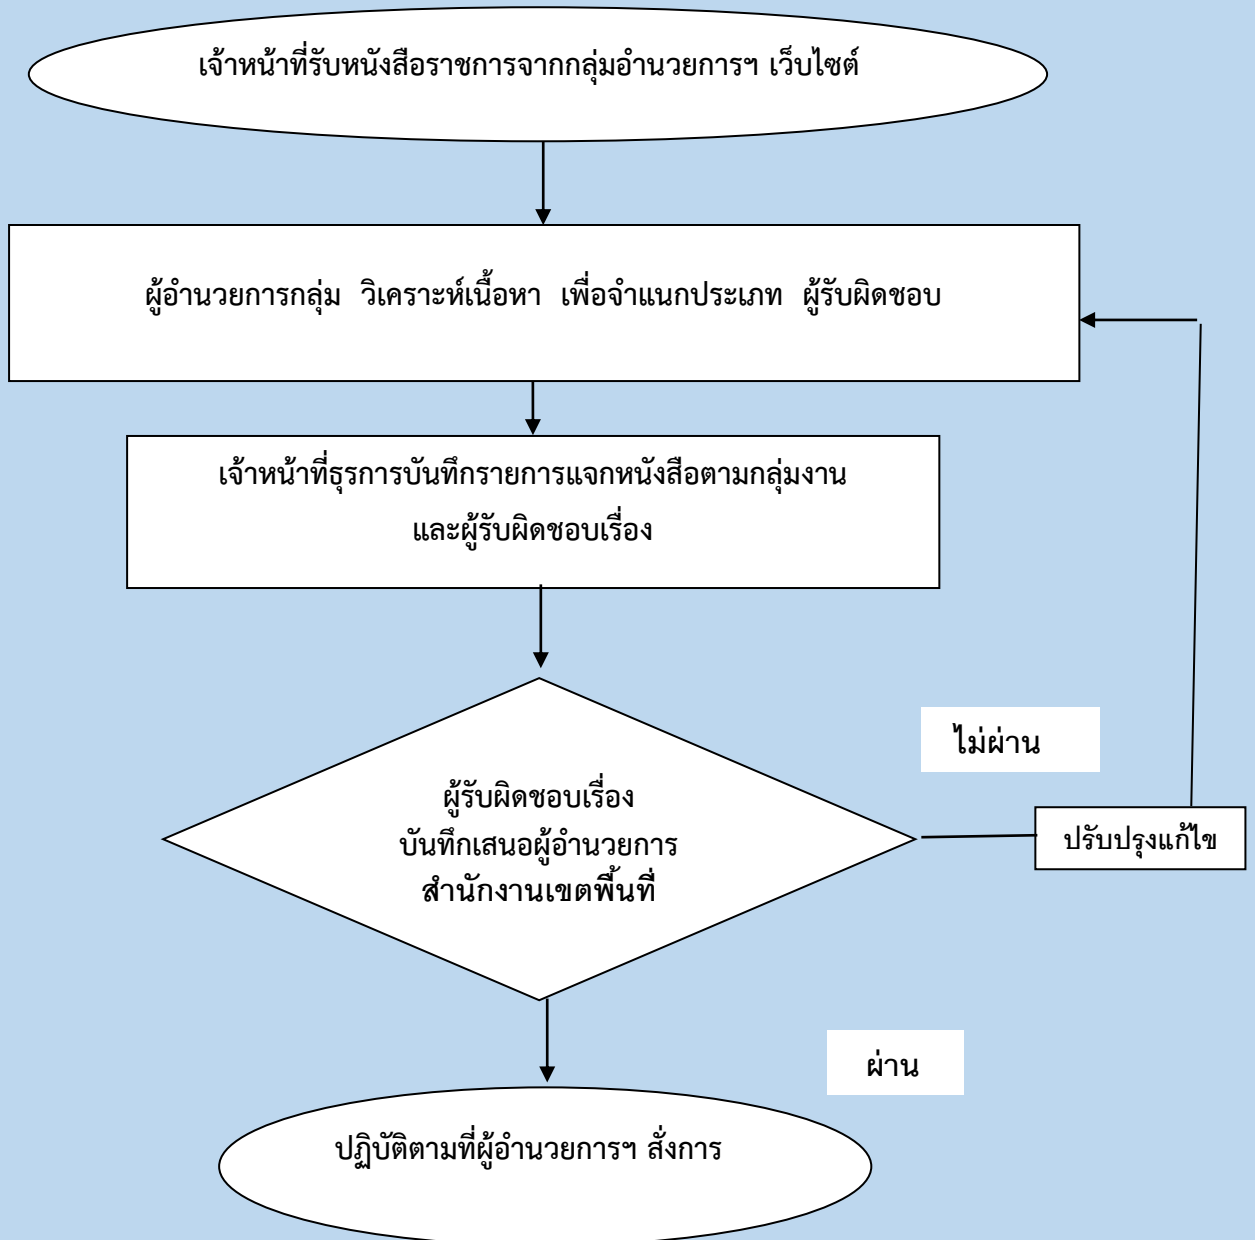 เจ้าหน้าที่รับหนังสือราชการจากกลุ่มอำนวยการฯ เว็บไซต์
ผู้อำนวยการกลุ่ม วิเคราะห์เนื้อหา เพื่อจำแนกประเภท ผู้รับผิดชอบ
เจ้าหน้าที่ธุรการบันทึกรายการแจกหนังสือตามกลุ่มงาน
และผู้รับผิดชอบเรื่อง
ไม่ผ่าน
ผู้รับผิดชอบเรื่อง
บันทึกเสนอผู้อำนวยการ
สำนักงานเขตพื้นที่
ปรับปรุงแก้ไข
ผ่าน
ปฏิบัติตามที่ผู้อำนวยการฯ สั่งการ